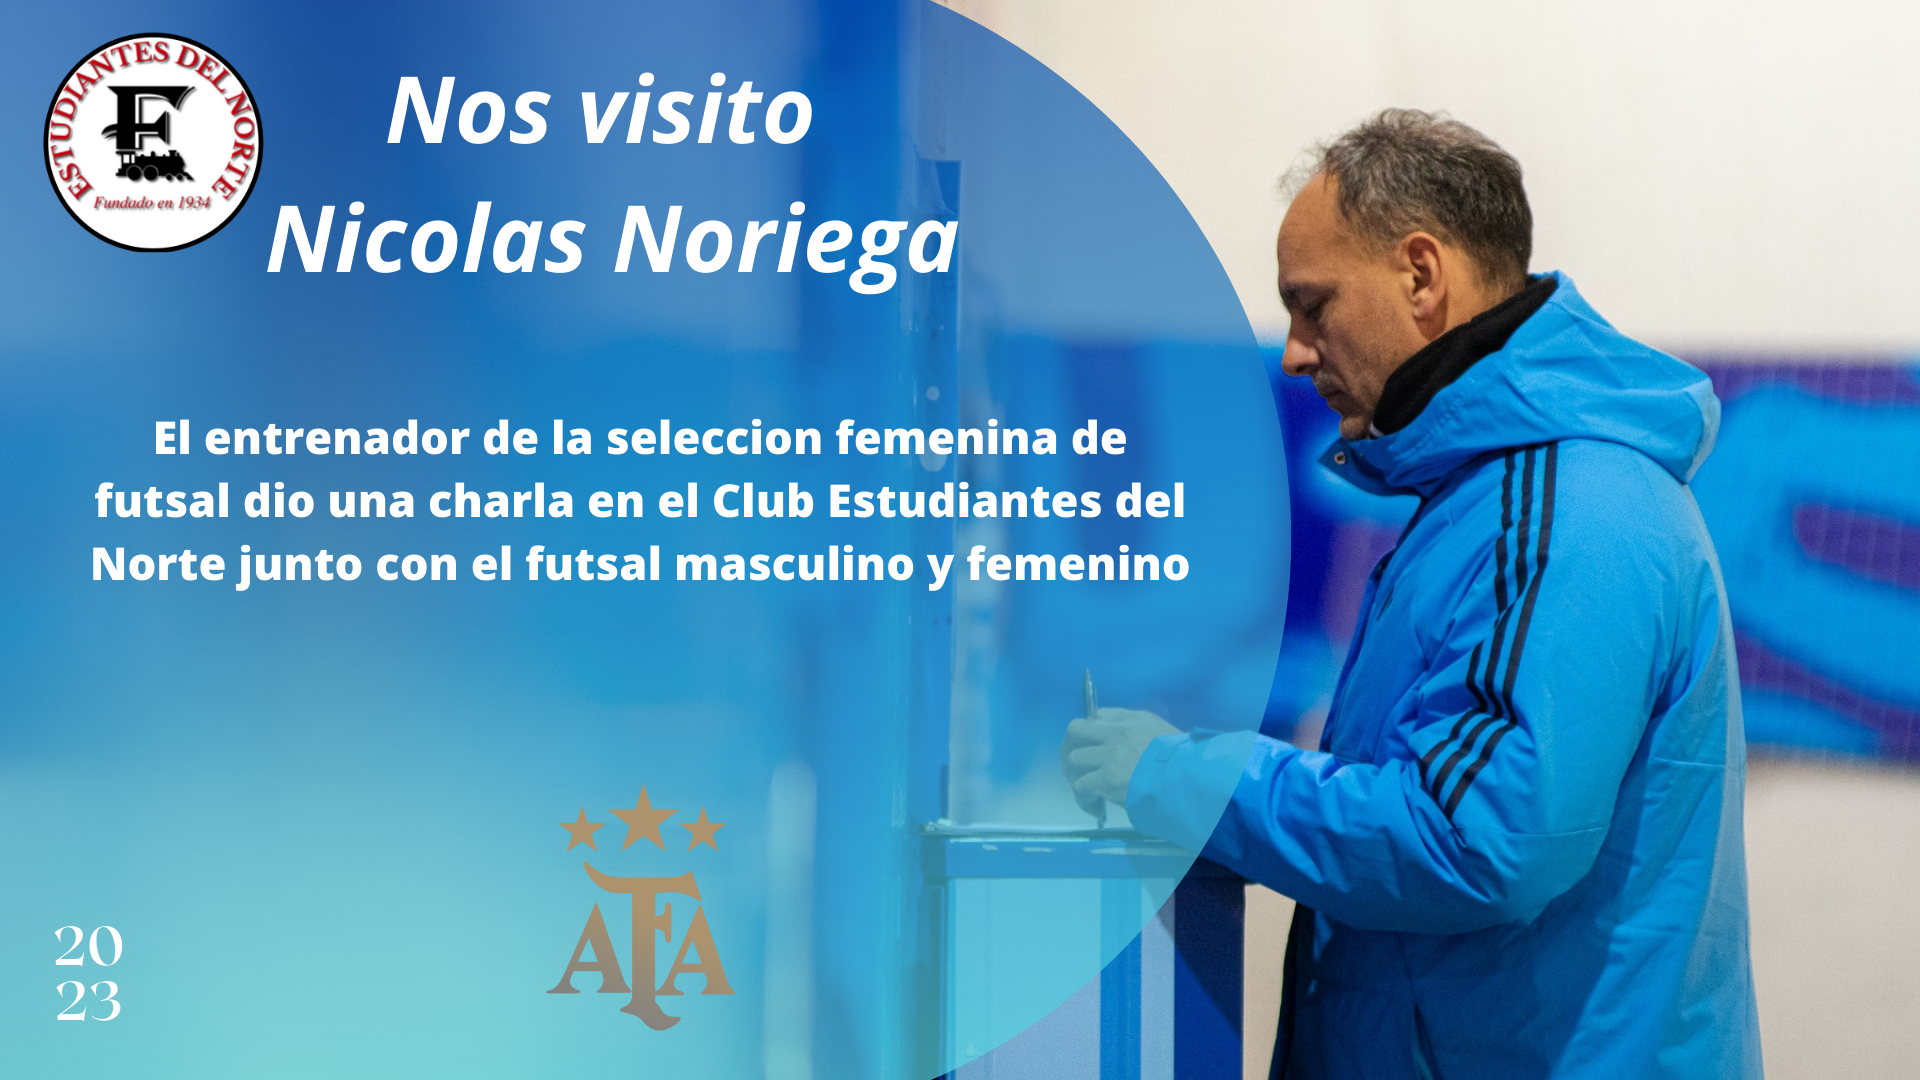 ESTUDIANTES DEL NORTE
E
Fundado en 1934
Nos visito
Nicolas Noriega
El entrenador de la seleccion femenina de
futsal dio una charla en el Club Estudiantes del
Norte junto con el futsal masculino y femenino
AFA
20
23